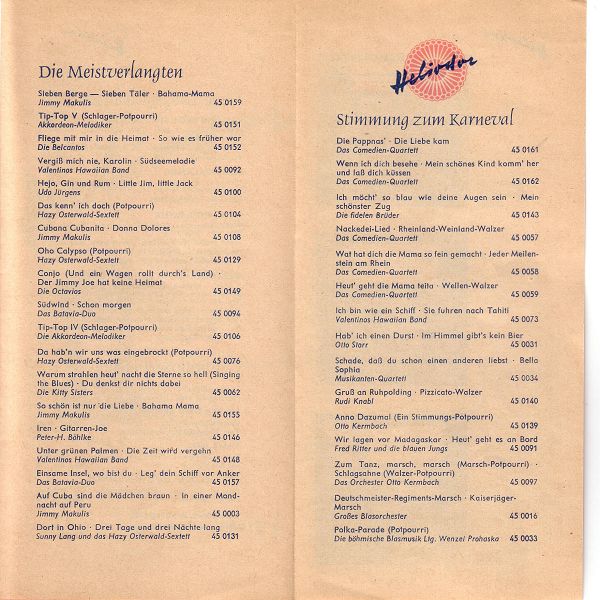 Die Meistverlangten
Sieben Berge — Sieben Täler · Bahama-Mama
Jimmy Makulis 45 0159
Tip-Top V (Schlager-Potpourri)
Akkordeon-Melodiker 45 0151
Fliege mit mir in die Heimat · So wie es früher war
Die Belcantos 45 0152
Vergiß mich nie, Karolin · Südseemelodie
Valentinos Hawaiian Band 45 0092
Hejo, Gin und Rum · Little Jim, little Jack
Udo Jürgens 45 0100
Das kenn' ich doch (Potpourri)
Hazy Osterwald-Sextett 45 0104
Cubana Cubanita · Donna Dolores
Jimmy Makulis 45 0108
Oho Calypso (Potpourri)
Hazy Osterwald-Sextett 45 0129
Conjo (Und ein Wagen rollt durch's Land) ·
Der Jimmy Joe hat keine Heimat
Die Octavios 45 0149
Südwind · Schon morgen
Das Batavia-Duo 45 0094
Tip-Top IV (Schlager-Potpourri)
Die Akkordeon-Melodiker 45 0106
Da hab'n wir uns was eingebrockt (Potpourri)
Hazy Osterwald-Sextett 45 0076
Warum strahlen heut' nacht die Sterne so hell (Singing
the Blues) · Du denkst dir nichts dabei
Die Kitty Sisters 45 0062
So schön ist nur die Liebe · Bahama Mama
Jimmy Makulis 45 0155
Iren · Gitarren-Joe
Peter-H. Böhlke 45 0146
Unter grünen Palmen · Die Zeit wird vergehn
Valentinos Hawaiian Band 45 0148
Einsame Insel, wo bist du · Leg' dein Schiff vor Anker
Das Batavia-Duo 45 0157
Auf Cuba sind die Mädchen braun · In einer Mond-
nacht auf Peru
Jimmy Makulis 45 0003
Dort in Ohio · Drei Tage und drei Nächte lang
Sunny Lang und das Hazy Osterwald-Sextett 45 0131
Heliodor
Stimmung zum Karneval
Die Pappnas' · Die Liebe kam
Das Comedien-Quartett 45 0161
Wenn ich dich besehe · Mein schönes Kind komm' her
und laß dich küssen
Das Comedien-Quartett 45 0162
Ich möcht' so blau wie deine Augen sein · Mein
schönster Zug
Die fidelen Brüder 45 0143
Nackedei-Lied · Rheinland-Weinland-Walzer
Das Comedien-Quartett 45 0057
Wat hat dich die Mama so fein gemacht · Jeder Meilen-
stein am Rhein
Das Comedien-Quartett 45 0058
Heut' geht die Mama teita · Wellen-Walzer
Das Comedien-Quartett 45 0059
Ich bin wie ein Schiff · Sie fuhren nach Tahiti
Valentinos Hawaiian Band 45 0073
Hab' ich einen Durst · Im Himmel gibt's kein Bier
Otto Storr 45 0031
Schade, daß du schon einen anderen liebst · Bella
Sophia
Musikanten-Quartett 45 0034
Gruß an Ruhpolding · Pizzicato-Walzer
Rudi Knabl 45 0140
Anno Dazumal (Ein Stimmungs-Potpourri)
Otto Kermbach 45 0139
Wir lagen vor Madagaskar · Heut' geht es an Bord
Fred Ritter und die blauen Jungs 45 0091
Zum Tanz, marsch, marsch (Marsch-Potpourri) ·
Schlagsahne (Walzer-Potpourri)
Das Orchester Otto Kermbach 45 0097
Deutschmeister-Regiments-Marsch · Kaiserjäger-
Marsch
Großes Blasorchester 45 0016
Polka-Parade (Potpourri)
Die böhmische Blasmusik Ltg. Wenzel Prohaska 45 0033